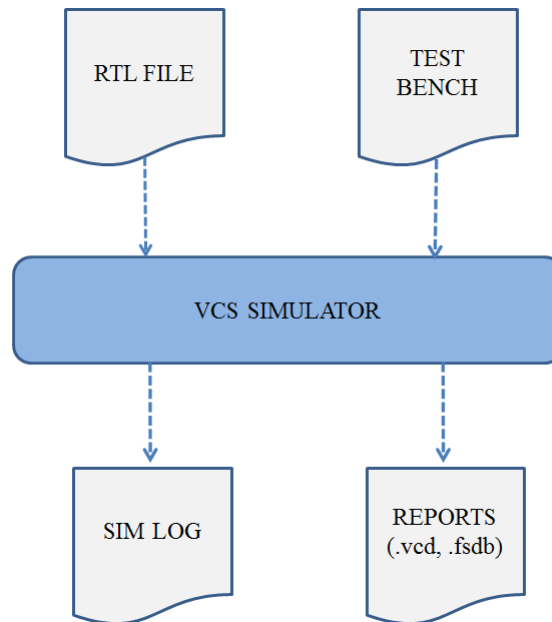 RTL FILE
TEST
BENCH
VCS SIMULATOR
SIM LOG
REPORTS
(.vcd, .fsdb)